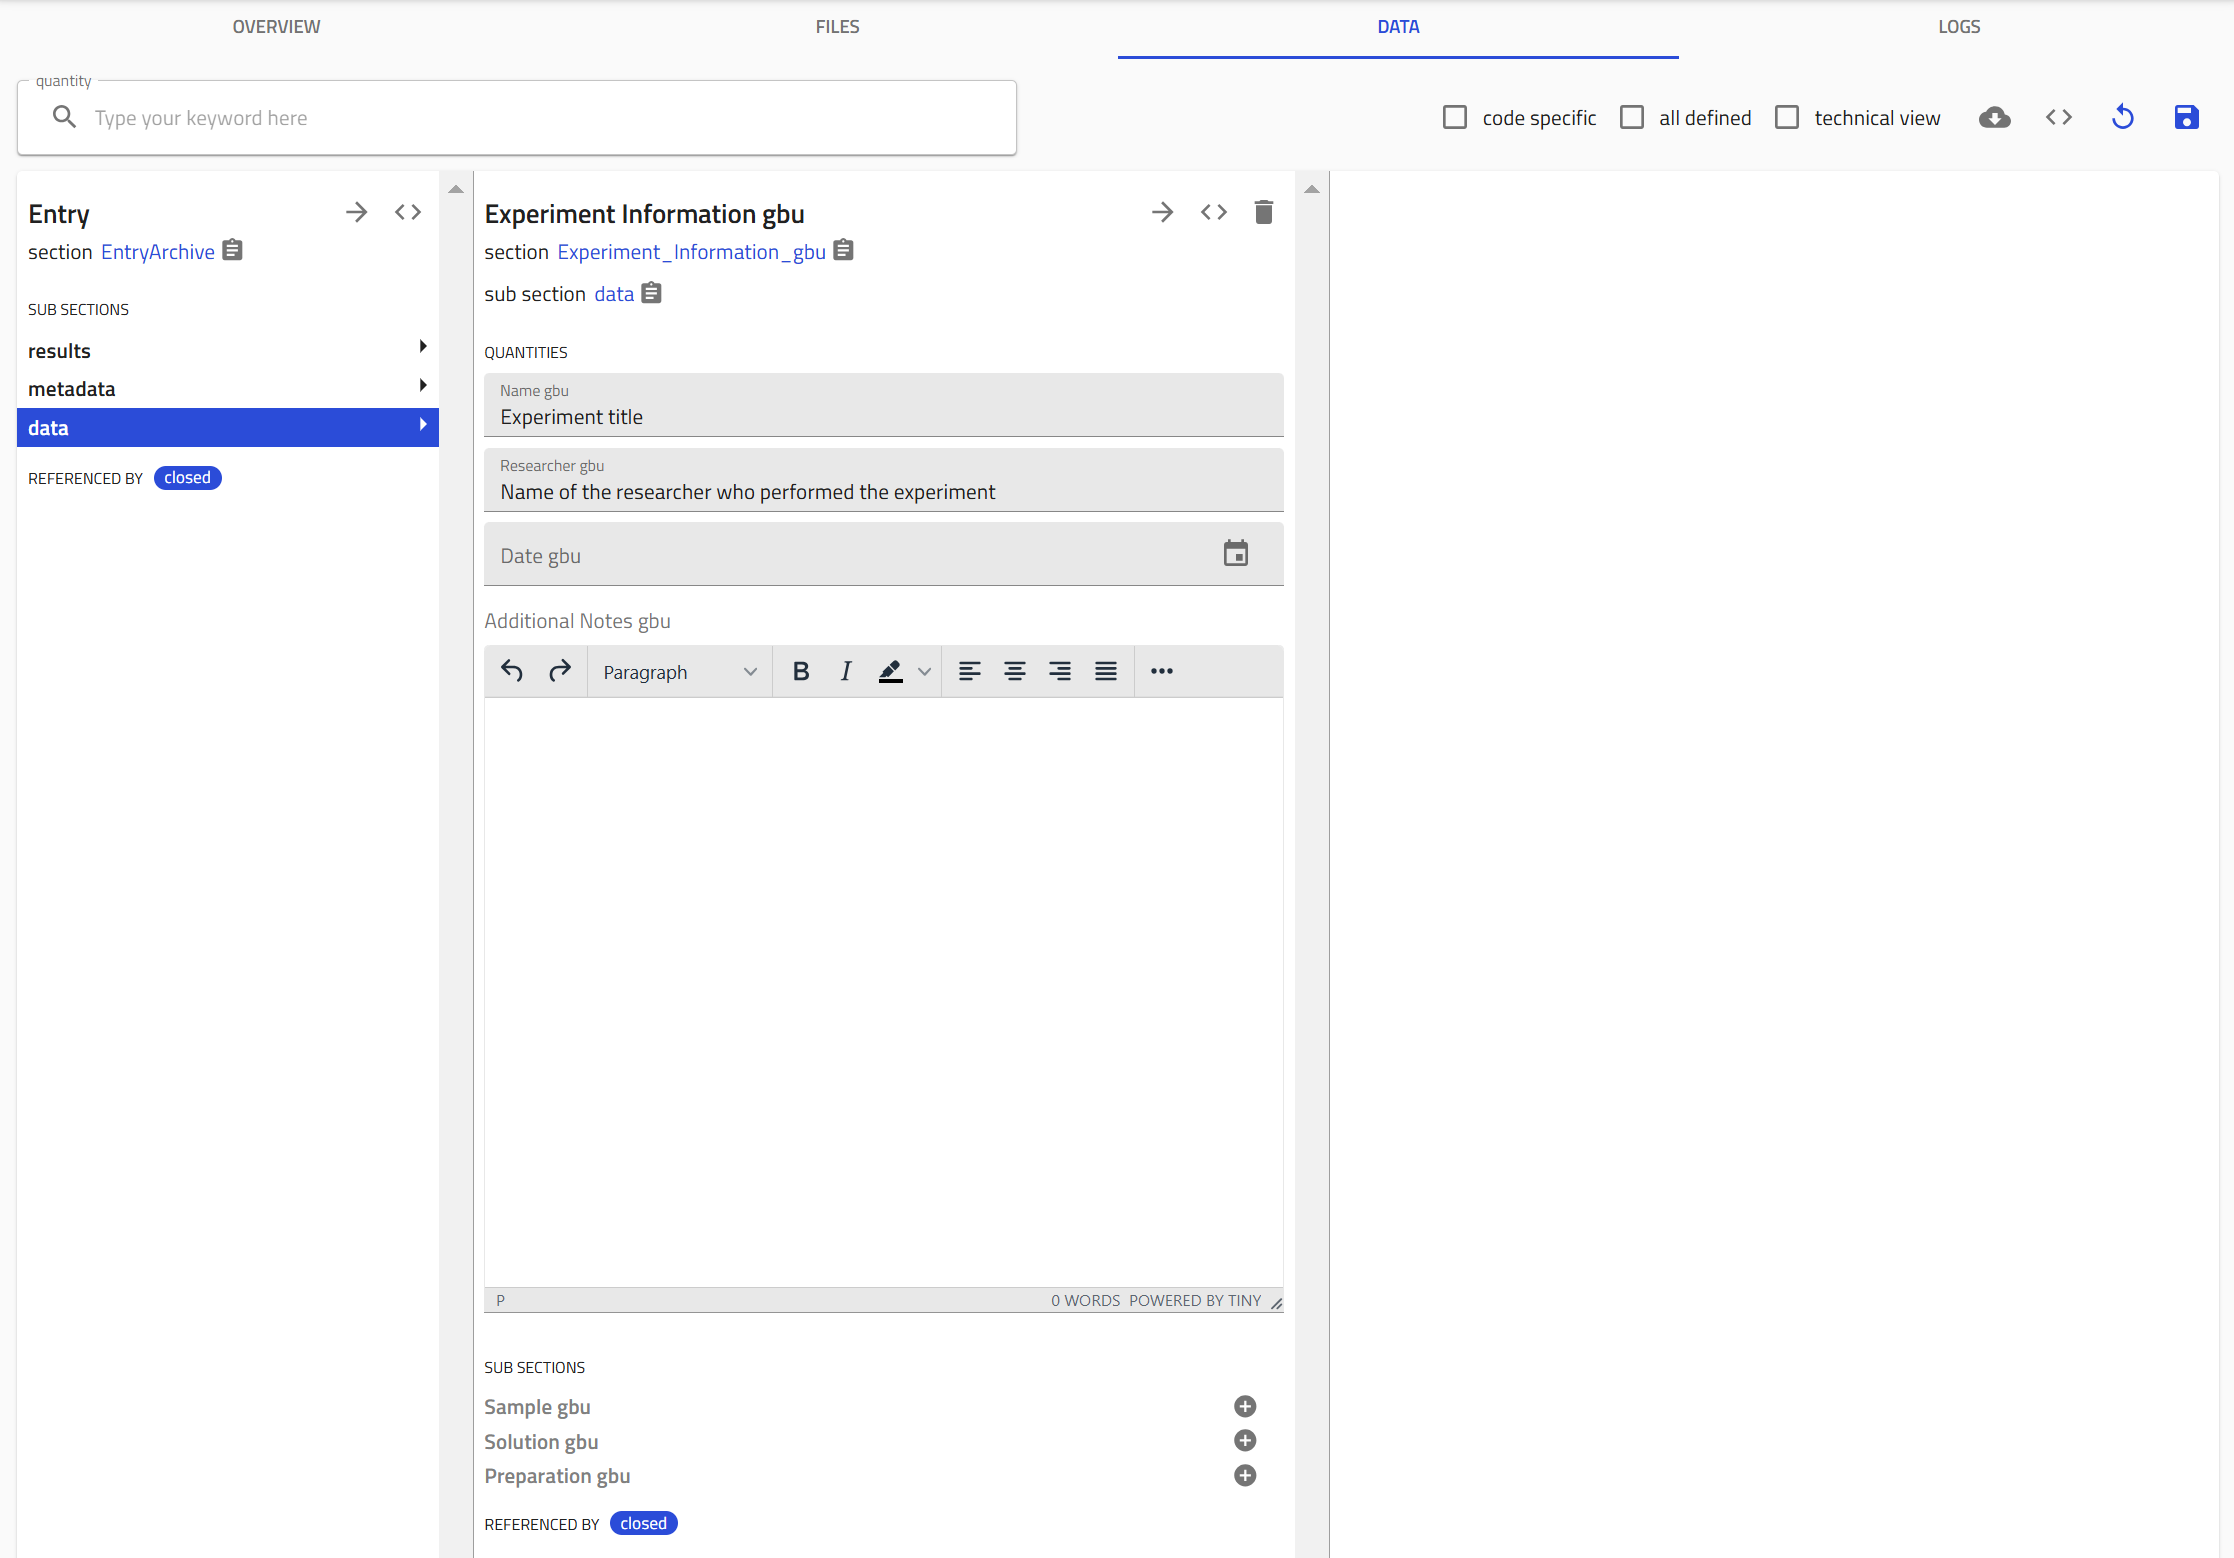 OVERVIEW FILES DATA LOGS
quantity
Type your keyword here
code specific all defined technical view
Entry
section EntryArchive
SUB SECTIONS
results
metadata
data
REFERENCED BY closed
Experiment Information gbu
section Experiment_Information_gbu
sub section data
QUANTITIES
Name gbu
Experiment title
Researcher gbu
Name of the researcher who performed the experiment
Date gbu
Additional Notes gbu
Paragraph B I
P 0 WORDS POWERED BY TINY
SUB SECTIONS
Sample gbu
Solution gbu
Preparation gbu
REFERENCED BY closed